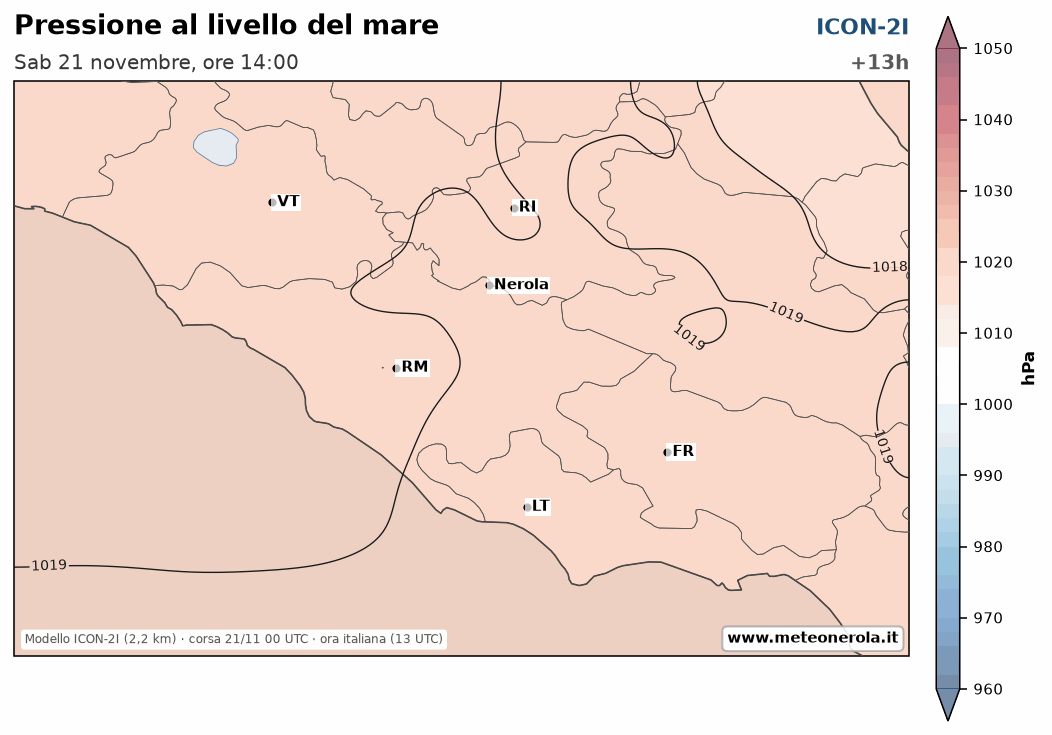 Pressione al livello del mare
ICON-2I
Sab 21 novembre, ore 14:00
+13h
VT
RI
Nerola
RM
FR
LT
1018
1019
1019
1019
1019
Modello ICON-2I (2,2 km) · corsa 21/11 00 UTC · ora italiana (13 UTC)
www.meteonerola.it
1050
1040
1030
1020
1010
1000
990
980
970
960
hPa